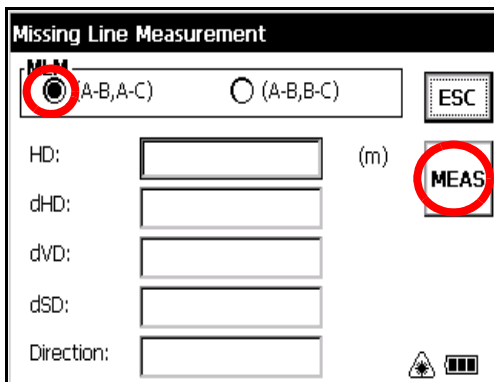 Missing Line Measurement
MLM
(A-B,A-C) (A-B,B-C)
ESC
HD: (m)
MEAS
dHD:
dVD:
dSD:
Direction: